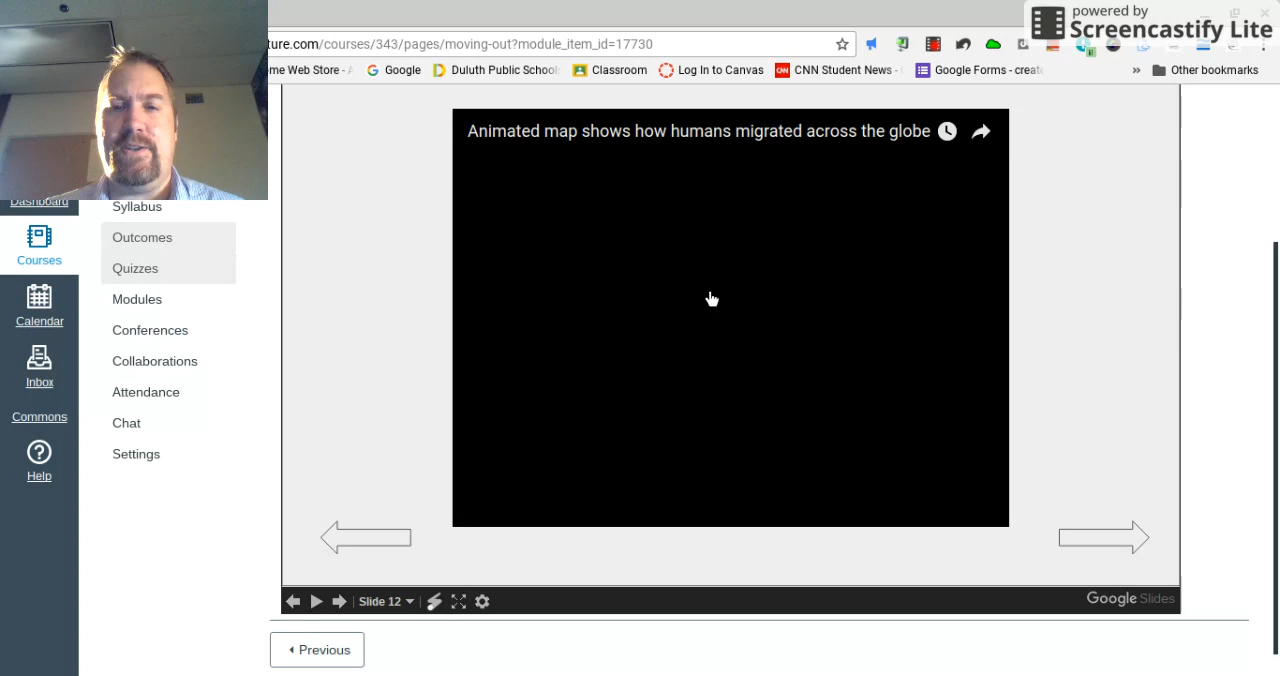 powered by
Screencastify Lite
ture.com/courses/343/pages/moving-out?module_item_id=17730
me Web Store - A
Google
Duluth Public School
Classroom
Log In to Canvas
CNN Student News -
Google Forms - create
»
Other bookmarks
Animated map shows how humans migrated across the globe
Dashboard
Courses
Calendar
Inbox
Commons
Help
Syllabus
Outcomes
Quizzes
Modules
Conferences
Collaborations
Attendance
Chat
Settings
Slide 12
Google Slides
Previous